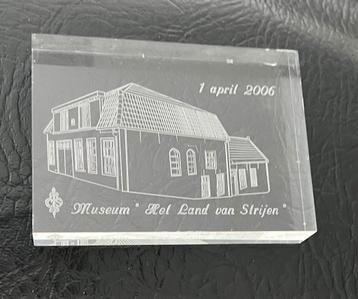 1 april 2006
Museum "Het Land van Strijen"